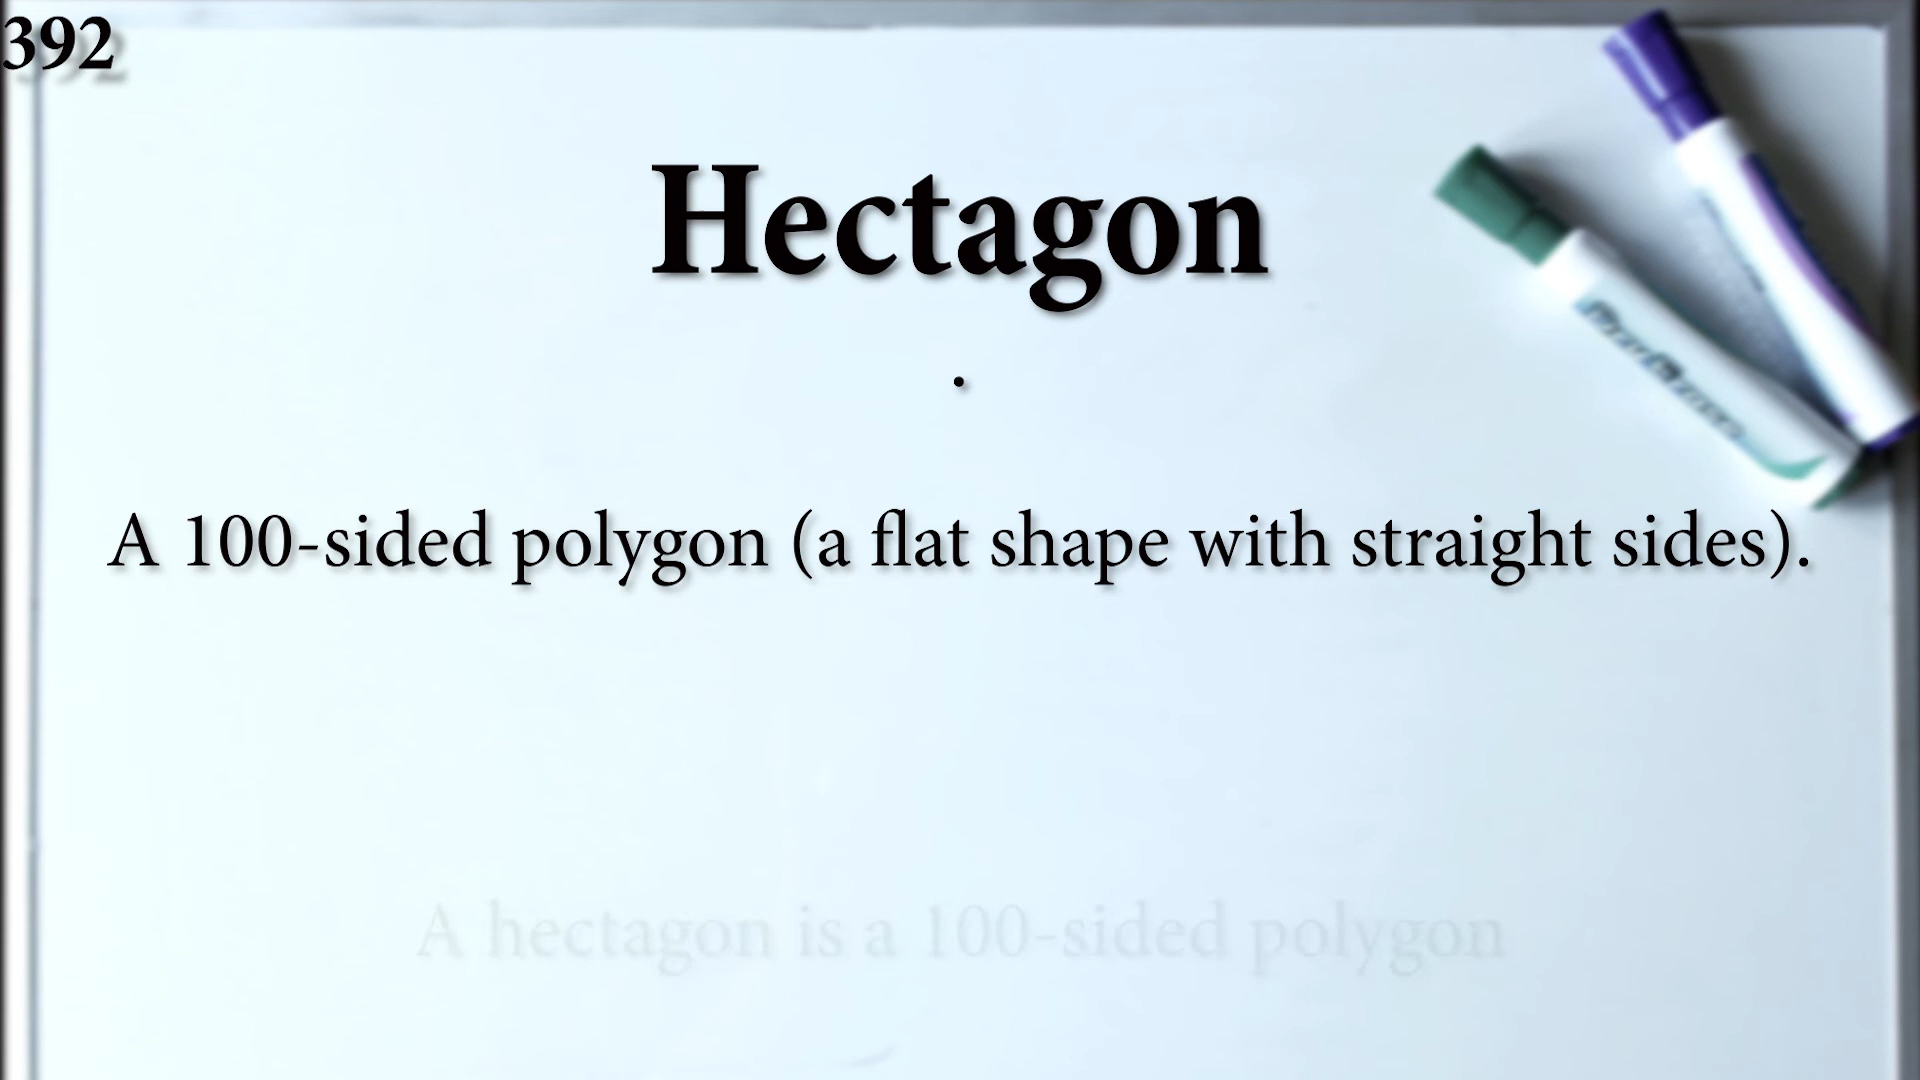 392
Hectagon
.
A 100-sided polygon (a flat shape with straight sides).
A hectagon is a 100-sided polygon